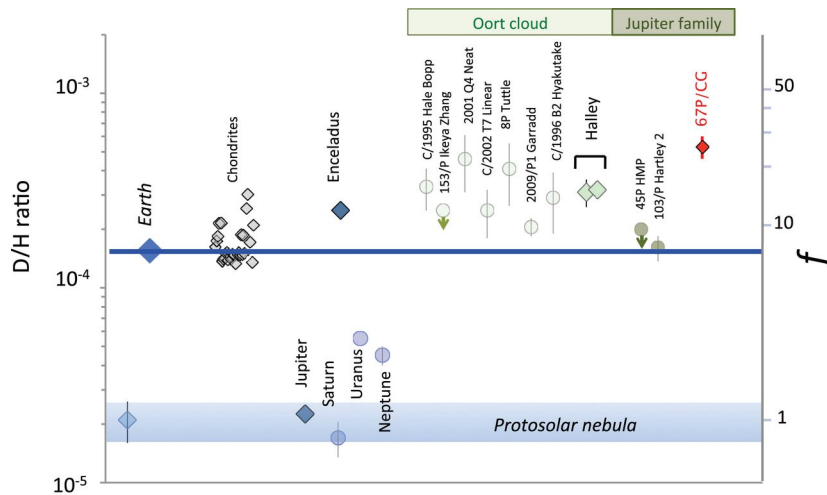 Oort cloud
Jupiter family
10⁻³
10⁻⁴
10⁻⁵
D/H ratio
Earth
Chondrites
Enceladus
C/1995 Hale Bopp
153/P Ikeya Zhang
2001 Q4 Neat
C/2002 T7 Linear
8P Tuttle
2009/P1 Garradd
C/1996 B2 Hyakutake
Halley
45P HMP
103/P Hartley 2
67P/CG
Jupiter
Saturn
Uranus
Neptune
Protosolar nebula
50
10
1
f